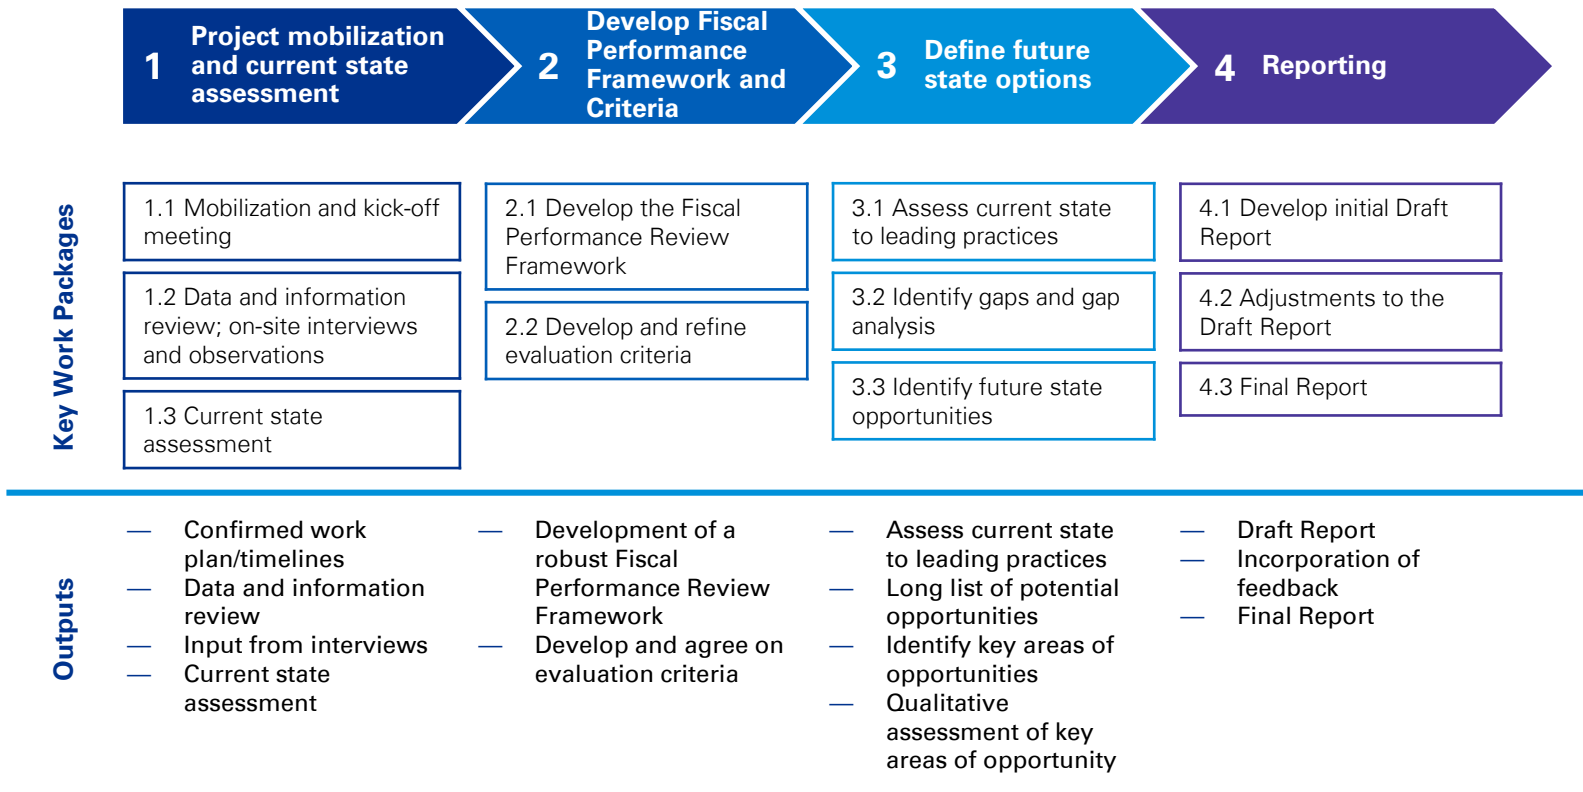 1
Project mobilization
and current state
assessment
2
Develop Fiscal
Performance
Framework and
Criteria
3
Define future
state options
4
Reporting
Key Work Packages
1.1 Mobilization and kick-off
meeting
1.2 Data and information
review; on-site interviews
and observations
1.3 Current state
assessment
2.1 Develop the Fiscal
Performance Review
Framework
2.2 Develop and refine
evaluation criteria
3.1 Assess current state
to leading practices
3.2 Identify gaps and gap
analysis
3.3 Identify future state
opportunities
4.1 Develop initial Draft
Report
4.2 Adjustments to the
Draft Report
4.3 Final Report
Outputs
— Confirmed work
plan/timelines
— Data and information
review
— Input from interviews
— Current state
assessment
— Development of a
robust Fiscal
Performance Review
Framework
— Develop and agree on
evaluation criteria
— Assess current state
to leading practices
— Long list of potential
opportunities
— Identify key areas of
opportunities
— Qualitative
assessment of key
areas of opportunity
— Draft Report
— Incorporation of
feedback
— Final Report